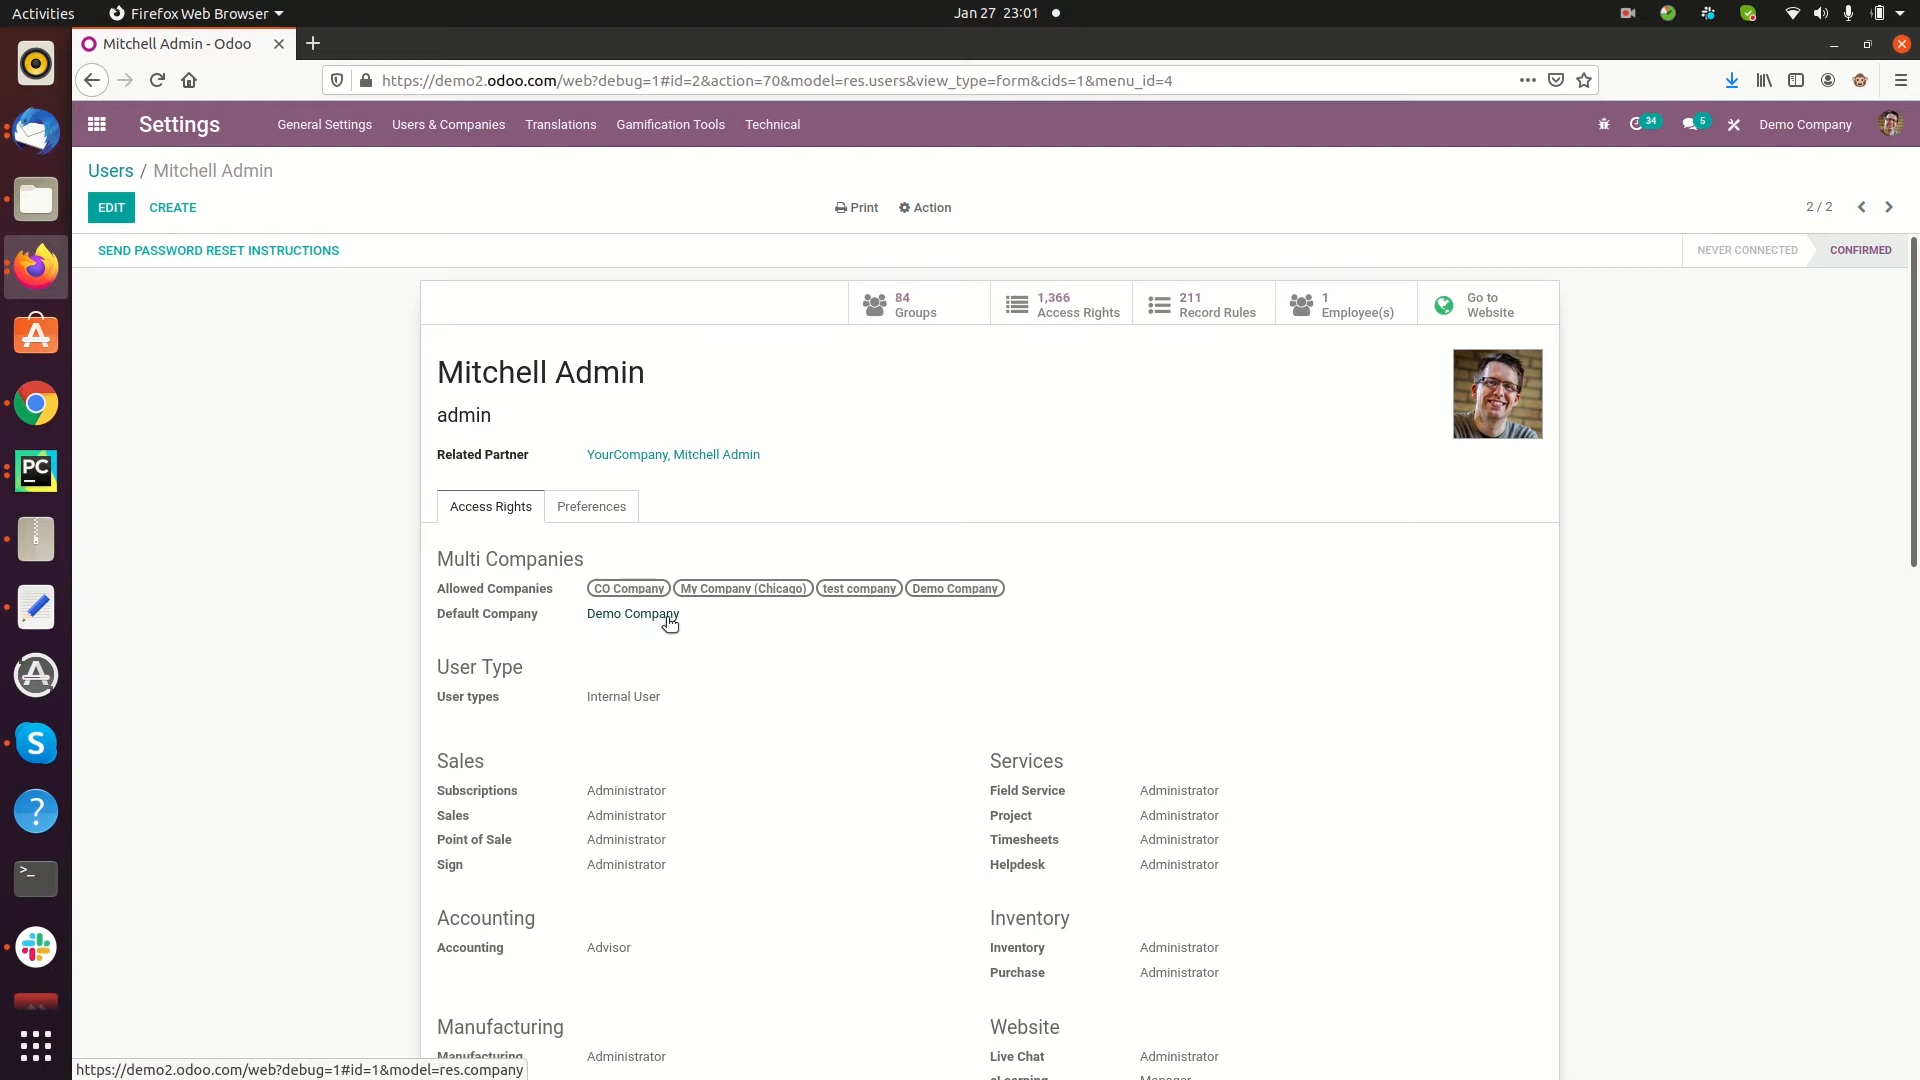 Activities
Firefox Web Browser
Jan 27 23:01
Mitchell Admin - Odoo
https://demo2.odoo.com/web?debug=1#id=2&action=70&model=res.users&view_type=form&cids=1&menu_id=4
Settings
General Settings
Users & Companies
Translations
Gamification Tools
Technical
34
5
Demo Company
Users / Mitchell Admin
EDIT
CREATE
Print
Action
2 / 2
SEND PASSWORD RESET INSTRUCTIONS
NEVER CONNECTED
CONFIRMED
84
Groups
1,366
Access Rights
211
Record Rules
1
Employee(s)
Go to
Website
Mitchell Admin
admin
Related Partner
YourCompany, Mitchell Admin
Access Rights
Preferences
Multi Companies
Allowed Companies
CO Company
My Company (Chicago)
test company
Demo Company
Default Company
Demo Company
User Type
User types
Internal User
Sales
Subscriptions Administrator
Sales Administrator
Point of Sale Administrator
Sign Administrator
Services
Field Service Administrator
Project Administrator
Timesheets Administrator
Helpdesk Administrator
Accounting
Accounting Advisor
Inventory
Inventory Administrator
Purchase Administrator
Manufacturing
Manufacturing Administrator
Website
Live Chat Administrator
eLearning Manager
https://demo2.odoo.com/web?debug=1#id=1&model=res.company
PC
S
?
>_